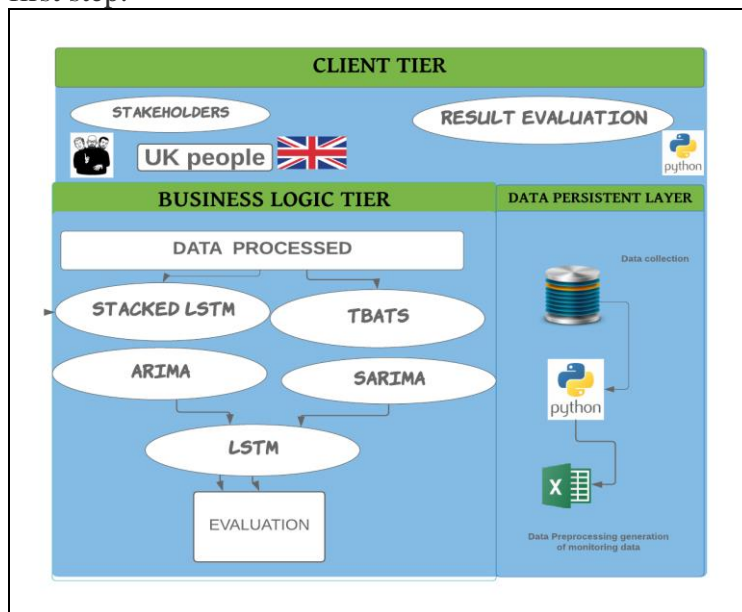 first step.
CLIENT TIER
STAKEHOLDERS
RESULT EVALUATION
UK people
python
BUSINESS LOGIC TIER
DATA PERSISTENT LAYER
DATA PROCESSED
Data collection
STACKED LSTM
TBATS
ARIMA
SARIMA
python
LSTM
X
EVALUATION
Data Preprocessing generation
of monitoring data